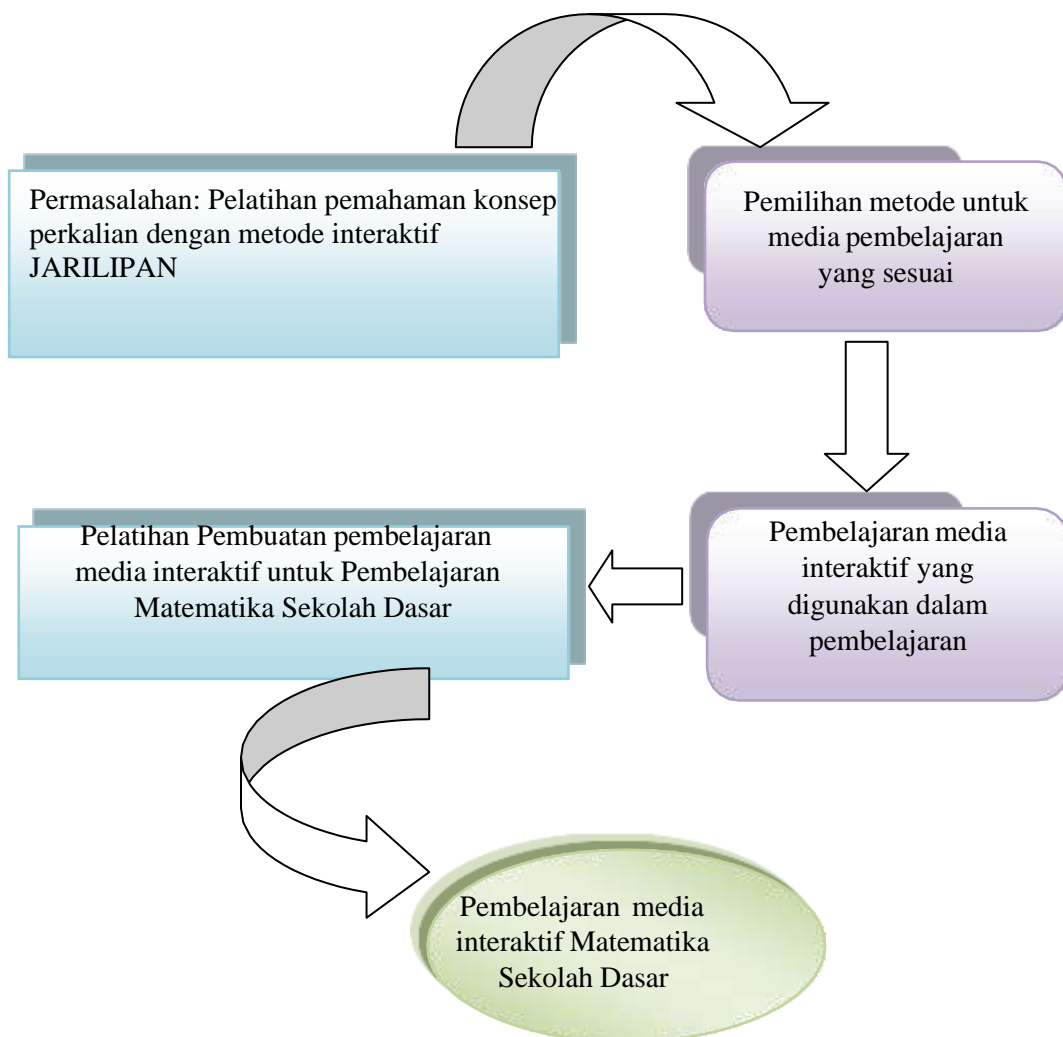 Permasalahan: Pelatihan pemahaman konsep
perkalian dengan metode interaktif
JARILIPAN
Pemilihan metode untuk
media pembelajaran
yang sesuai
Pembelajaran media
interaktif yang
digunakan dalam
pembelajaran
Pelatihan Pembuatan pembelajaran
media interaktif untuk Pembelajaran
Matematika Sekolah Dasar
Pembelajaran media
interaktif Matematika
Sekolah Dasar